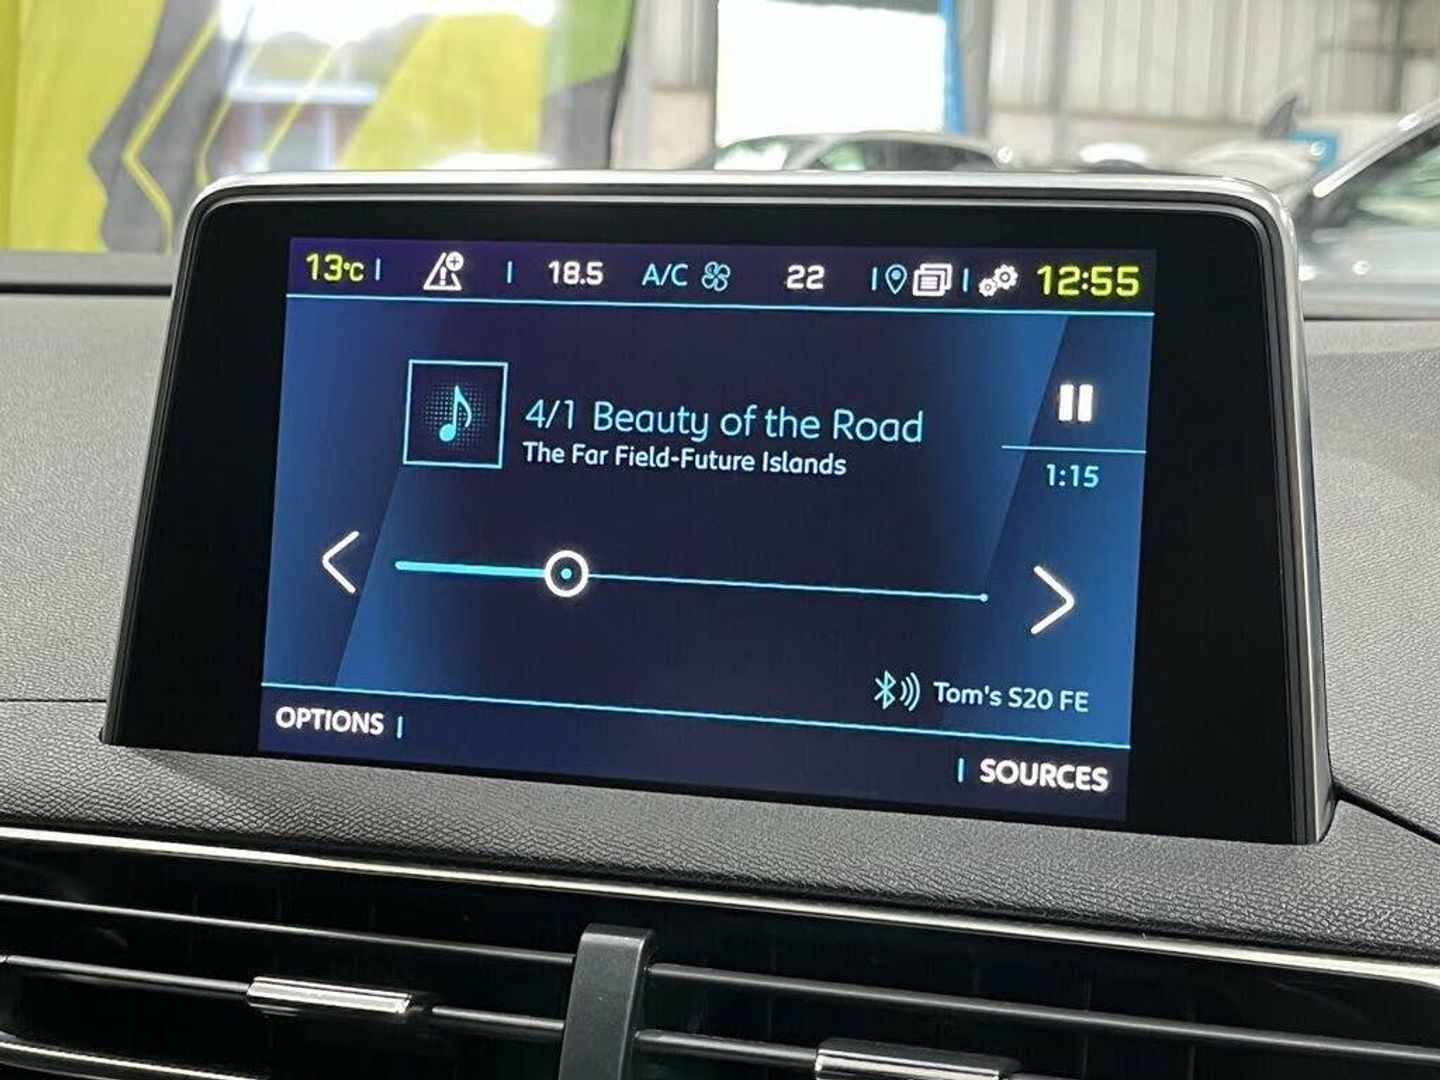 13°C | | 18.5 A/C 22 | | 12:55
4/1 Beauty of the Road
The Far Field-Future Islands
1:15
Tom's S20 FE
OPTIONS |
| SOURCES